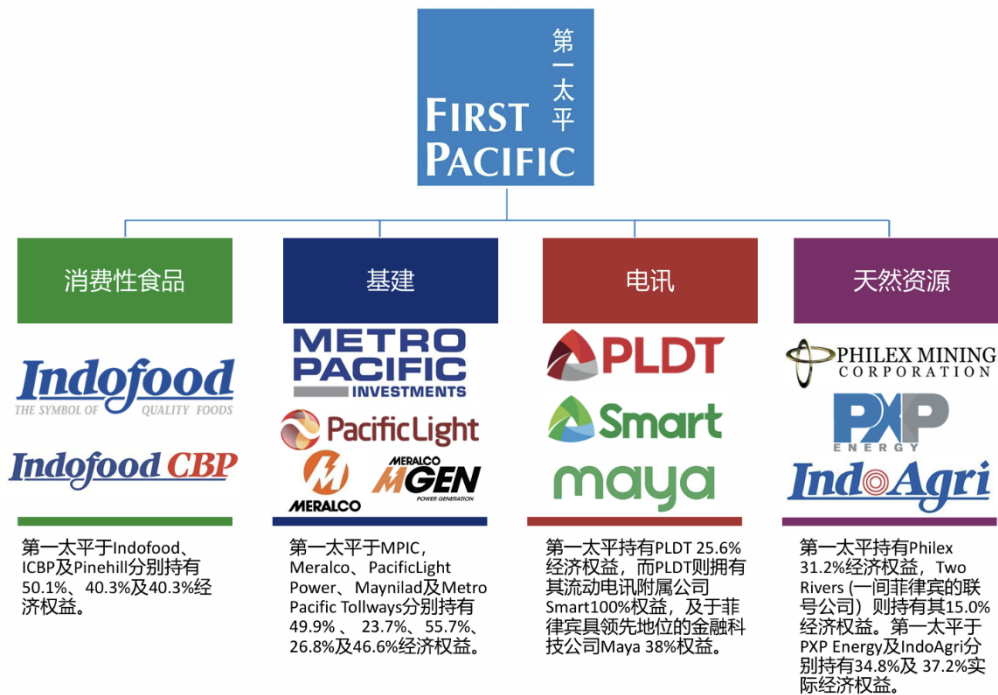 第一太平
FIRST
PACIFIC
消费性食品
Indofood
THE SYMBOL OF QUALITY FOODS
Indofood CBP
第一太平于Indofood、
ICBP及Pinehill分别持有
50.1%、40.3%及40.3%经
济权益。
基建
METRO
PACIFIC
INVESTMENTS
PacificLight
MERALCO
MERALCO
MGEN
POWER GENERATION
第一太平于MPIC，
Meralco、PacificLight
Power、Maynilad及Metro
Pacific Tollways分别持有
49.9% 、 23.7%、55.7%、
26.8%及46.6%经济权益。
电讯
PLDT
Smart
maya
第一太平持有PLDT 25.6%
经济权益，而PLDT则拥有
其流动电讯附属公司
Smart100%权益，及于菲
律宾具领先地位的金融科
技公司Maya 38%权益。
天然资源
PHILEX MINING
CORPORATION
PXP
ENERGY
IndoAgri
第一太平持有Philex
31.2%经济权益，Two
Rivers (一间菲律宾的联
号公司）则持有其15.0%
经济权益。第一太平于
PXP Energy及IndoAgri分
别持有34.8%及 37.2%实
际经济权益。